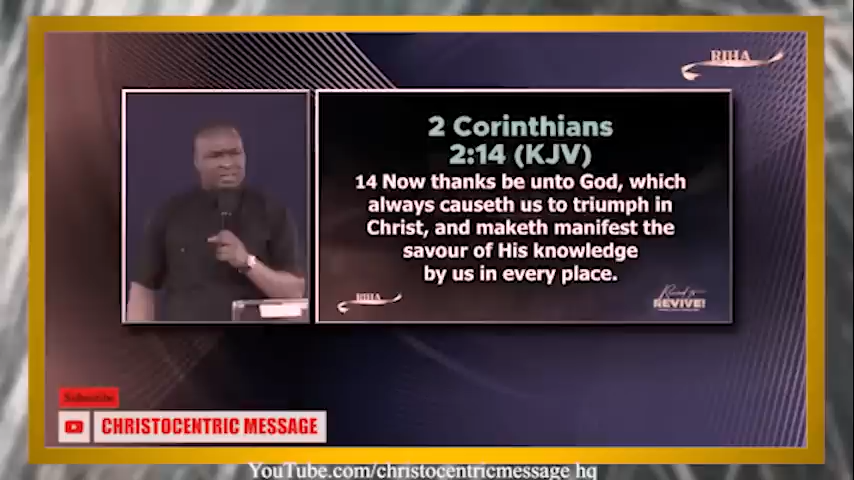 RIHA
2 Corinthians
2:14 (KJV)
14 Now thanks be unto God, which
always causeth us to triumph in
Christ, and maketh manifest the
savour of His knowledge
by us in every place.
RIHA
REVIVE!
Subscribe
CHRISTOCENTRIC MESSAGE
YouTube.com/christocentricmessage hq